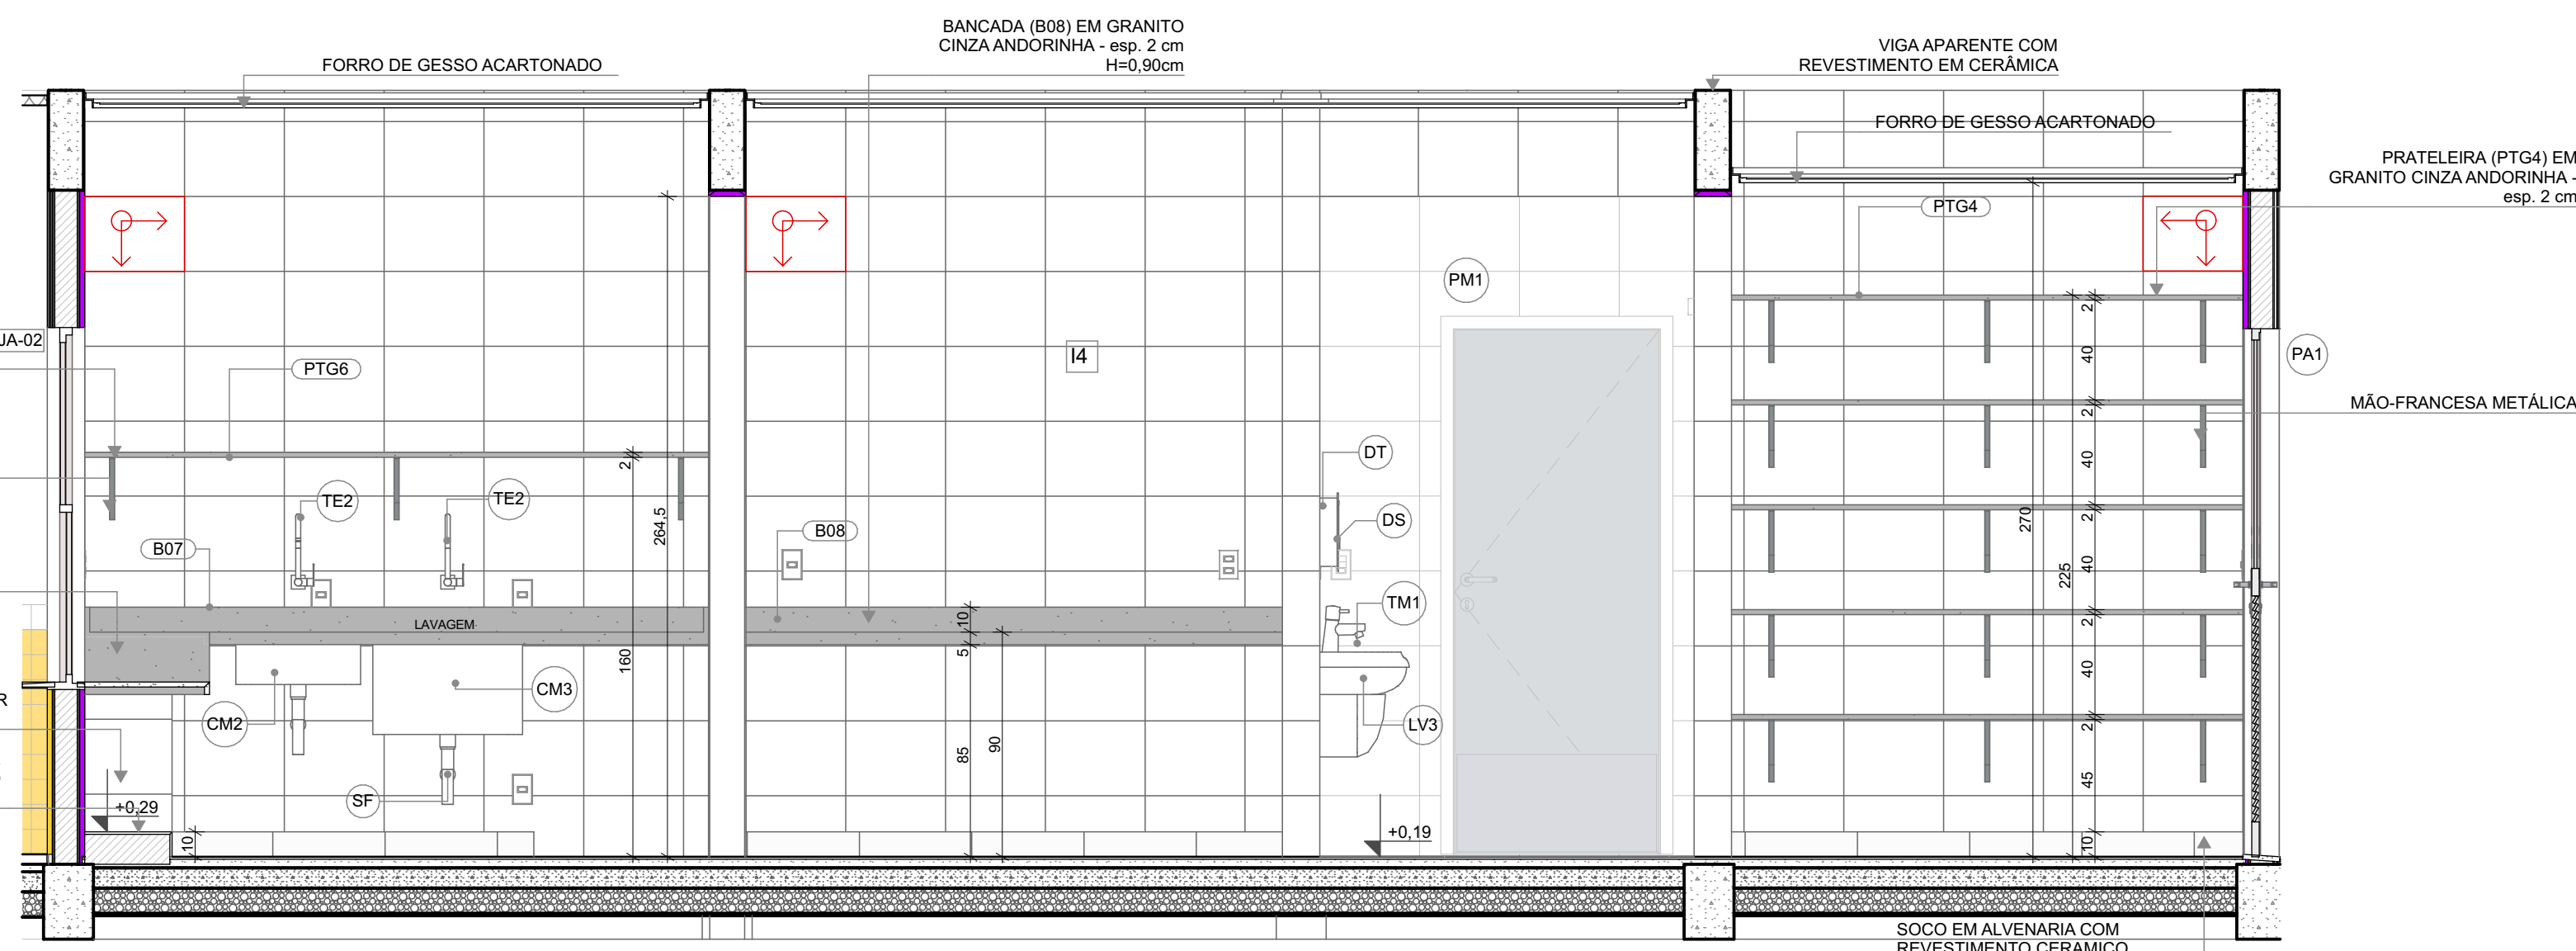 BANCADA (B08) EM GRANITO
CINZA ANDORINHA - esp. 2 cm
H=0,90cm
FORRO DE GESSO ACARTONADO
VIGA APARENTE COM
REVESTIMENTO EM CERÂMICA
FORRO DE GESSO ACARTONADO
PRATELEIRA (PTG4) EM
GRANITO CINZA ANDORINHA -
esp. 2 cm
PTG4
PM1
JA-02
I4
PA1
PTG6
MÃO-FRANCESA METÁLICA
DT
TE2
TE2
DS
B07
B08
TM1
LAVAGEM
CM3
CM2
LV3
SF
R
+0,29
+0,19
10
2
160
264,5
10
5
85
90
270
225
2
40
2
40
2
40
2
40
2
45
10
SOCO EM ALVENARIA COM
REVESTIMENTO CERAMICO